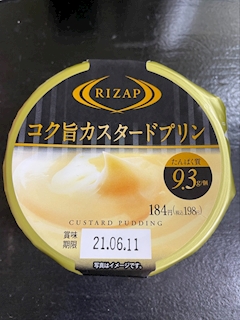 RIZAP
コク旨カスタードプリン
たんぱく質
9.3g/個
184円(税込198円)
CUSTARD PUDDING
賞味
期限
21.06.11
写真はイメージです。